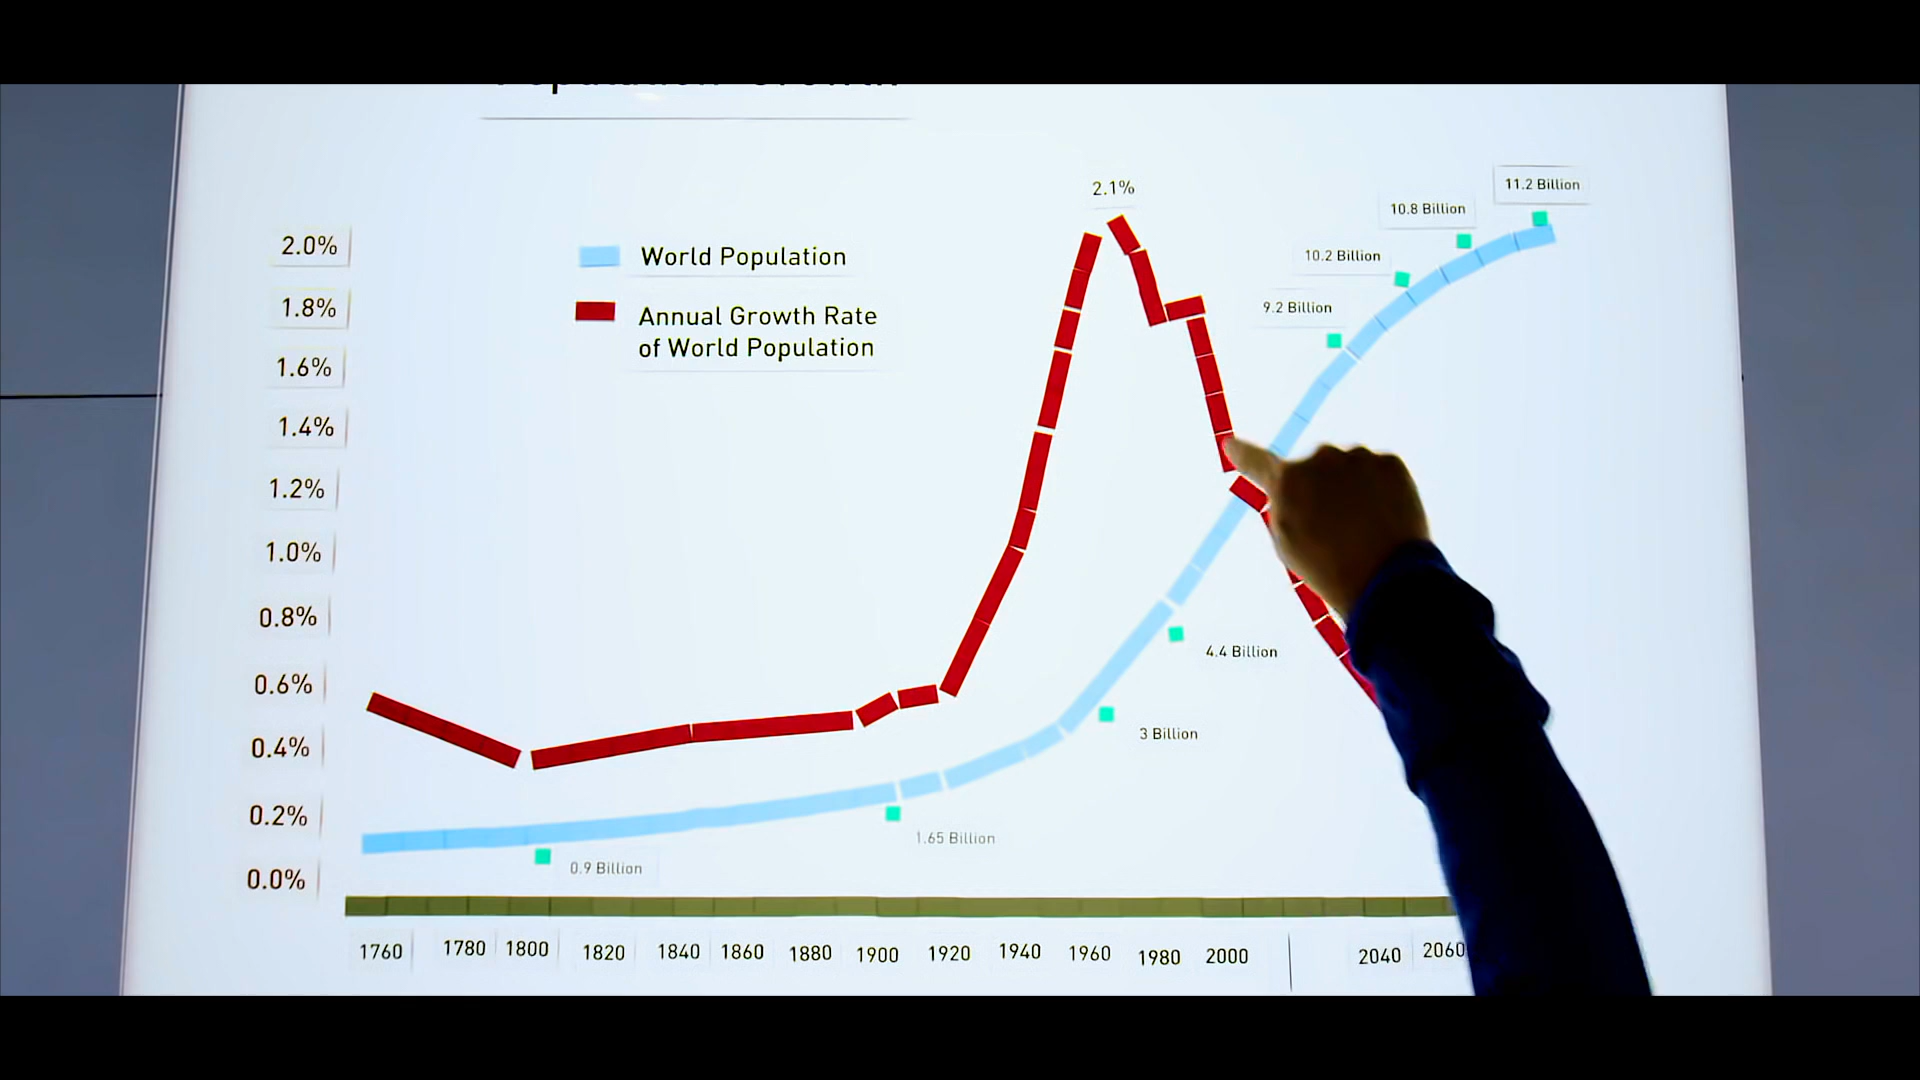 Population Growth
2.1%
11.2 Billion
10.8 Billion
10.2 Billion
9.2 Billion
World Population
Annual Growth Rate
of World Population
2.0%
1.8%
1.6%
1.4%
1.2%
1.0%
0.8%
0.6%
0.4%
0.2%
0.0%
4.4 Billion
3 Billion
1.65 Billion
0.9 Billion
1760 1780 1800 1820 1840 1860 1880 1900 1920 1940 1960 1980 2000 2040 2060